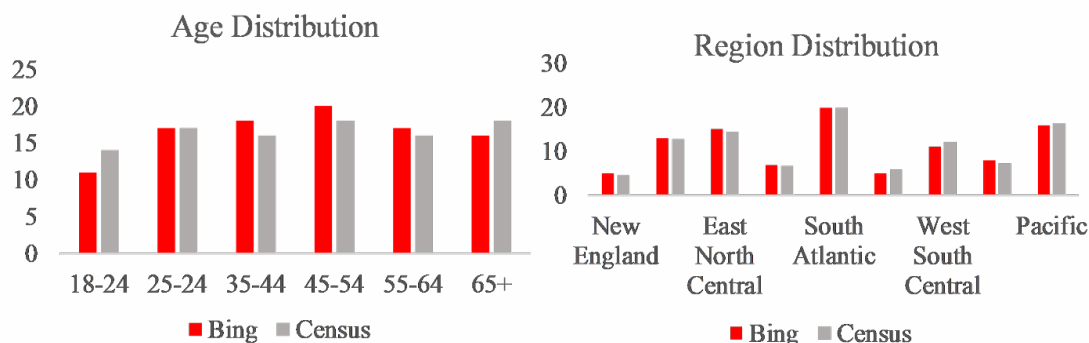 Age Distribution
25
20
15
10
5
0
18-24 25-24 35-44 45-54 55-64 65+
Bing Census
Region Distribution
30
20
10
0
New England
East North Central
South Atlantic
West South Central
Pacific
Bing Census